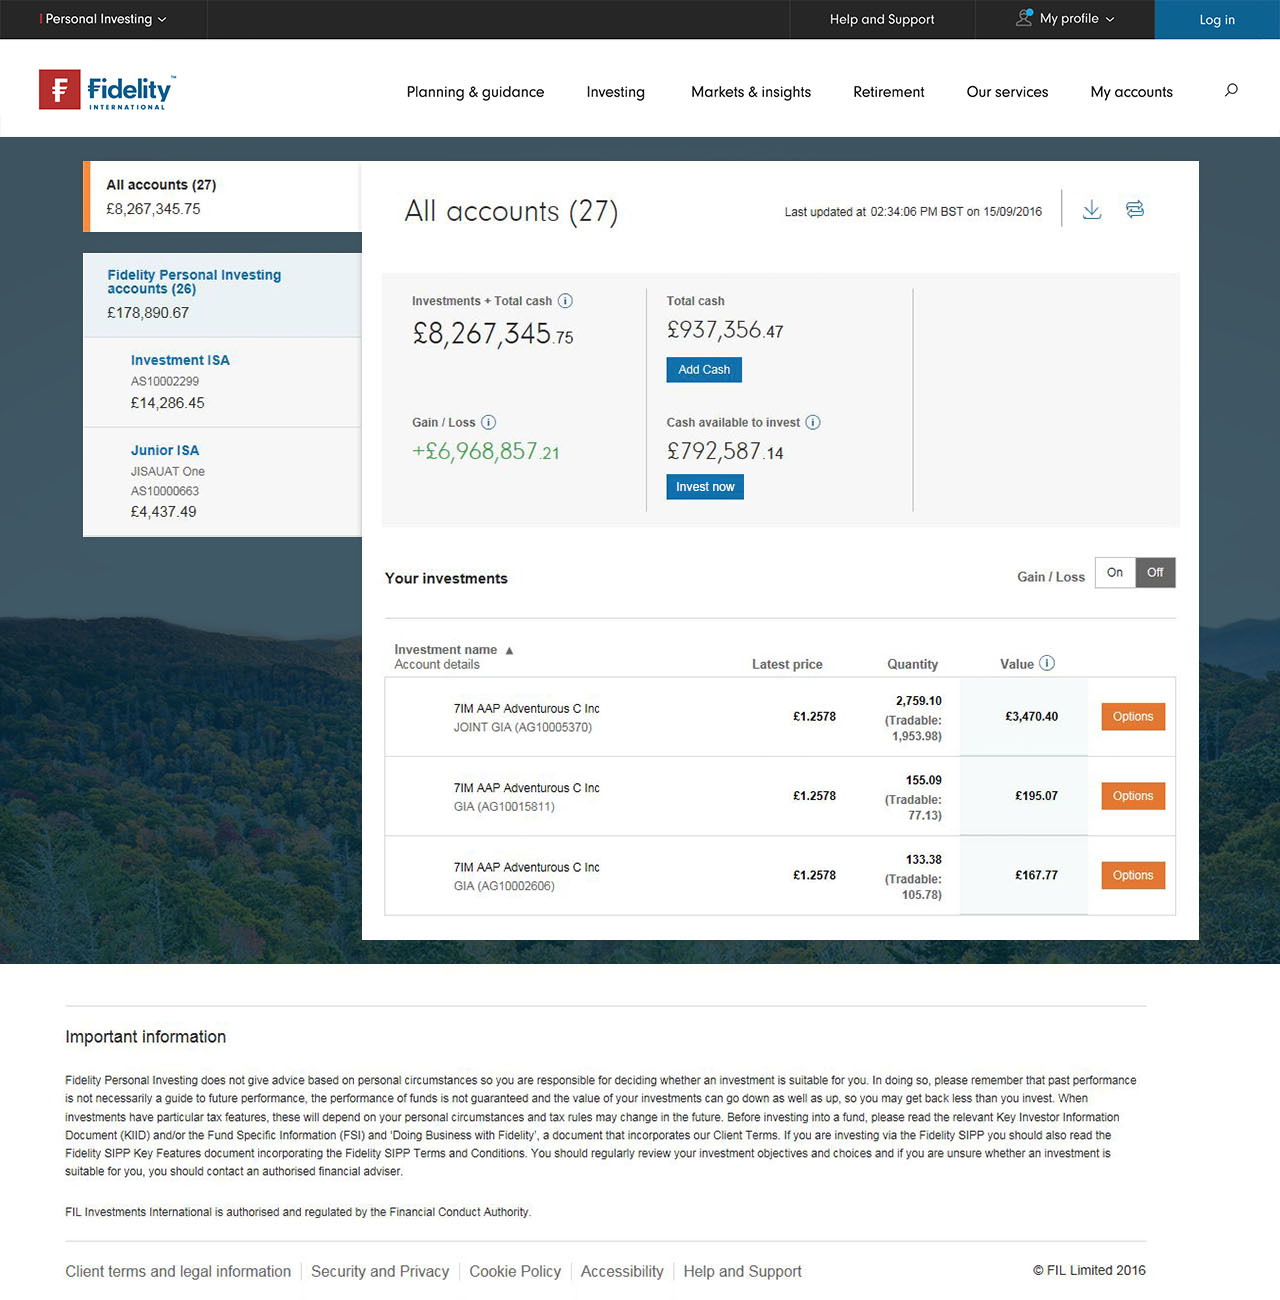 Personal Investing
Help and Support
My profile
Log in
Fidelity™
INTERNATIONAL
Planning & guidance
Investing
Markets & insights
Retirement
Our services
My accounts
All accounts (27)
£8,267,345.75
Fidelity Personal Investing
accounts (26)
£178,890.67
Investment ISA
AS10002299
£14,286.45
Junior ISA
JISAUAT One
AS10000663
£4,437.49
All accounts (27)
Last updated at 02:34:06 PM BST on 15/09/2016
Investments + Total cash
£8,267,345.75
Gain / Loss
+£6,968,857.21
Total cash
£937,356.47
Add Cash
Cash available to invest
£792,587.14
Invest now
Your investments
Gain / Loss
On
Off
Investment name ▲
Account details
Latest price
Quantity
Value
7IM AAP Adventurous C Inc
JOINT GIA (AG10005370)
£1.2578
2,759.10
(Tradable:
1,953.98)
£3,470.40
Options
7IM AAP Adventurous C Inc
GIA (AG10015811)
£1.2578
155.09
(Tradable:
77.13)
£195.07
Options
7IM AAP Adventurous C Inc
GIA (AG10002606)
£1.2578
133.38
(Tradable:
105.78)
£167.77
Options
Important information
Fidelity Personal Investing does not give advice based on personal circumstances so you are responsible for deciding whether an investment is suitable for you. In doing so, please remember that past performance
is not necessarily a guide to future performance, the performance of funds is not guaranteed and the value of your investments can go down as well as up, so you may get back less than you invest. When
investments have particular tax features, these will depend on your personal circumstances and tax rules may change in the future. Before investing into a fund, please read the relevant Key Investor Information
Document (KIID) and/or the Fund Specific Information (FSI) and 'Doing Business with Fidelity', a document that incorporates our Client Terms. If you are investing via the Fidelity SIPP you should also read the
Fidelity SIPP Key Features document incorporating the Fidelity SIPP Terms and Conditions. You should regularly review your investment objectives and choices and if you are unsure whether an investment is
suitable for you, you should contact an authorised financial adviser.
FIL Investments International is authorised and regulated by the Financial Conduct Authority.
Client terms and legal information
Security and Privacy
Cookie Policy
Accessibility
Help and Support
© FIL Limited 2016